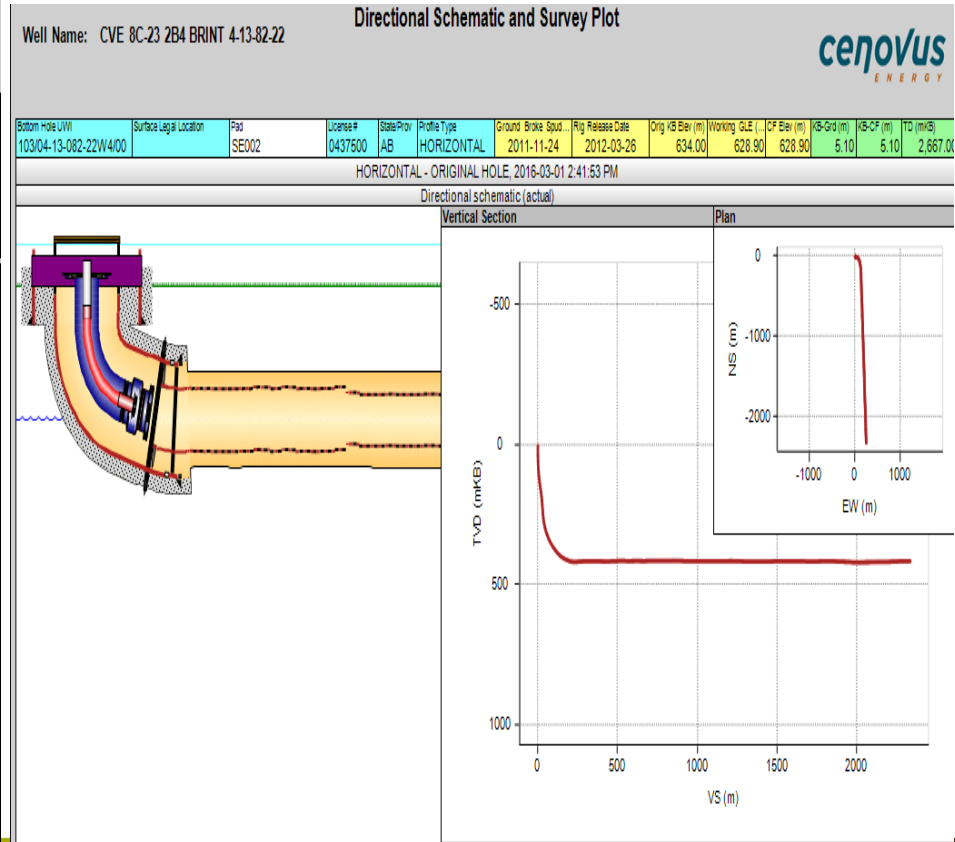 Directional Schematic and Survey Plot
Well Name: CVE 8C-23 2B4 BRINT 4-13-82-22
cenovus
ENERGY
Bottom Hole UWI Surface Legal Location Pad License # State/Prov Profile Type Ground Broke Spud... Rig Release Date Orig KB Elev (m) Working GLE (... CF Elev (m) KB-Grd (m) KB-CF (m) TD (mKB)
103/04-13-082-22W4/00 SE002 0437500 AB HORIZONTAL 2011-11-24 2012-03-26 634.00 628.90 628.90 5.10 5.10 2,667.00
HORIZONTAL - ORIGINAL HOLE, 2016-03-01 2:41:53 PM
Directional schematic (actual)
Vertical Section
Plan
0
-1000
-2000
NS (m)
-1000 0 1000
EW (m)
-500
0
500
1000
TVD (mKB)
0 500 1000 1500 2000
VS (m)